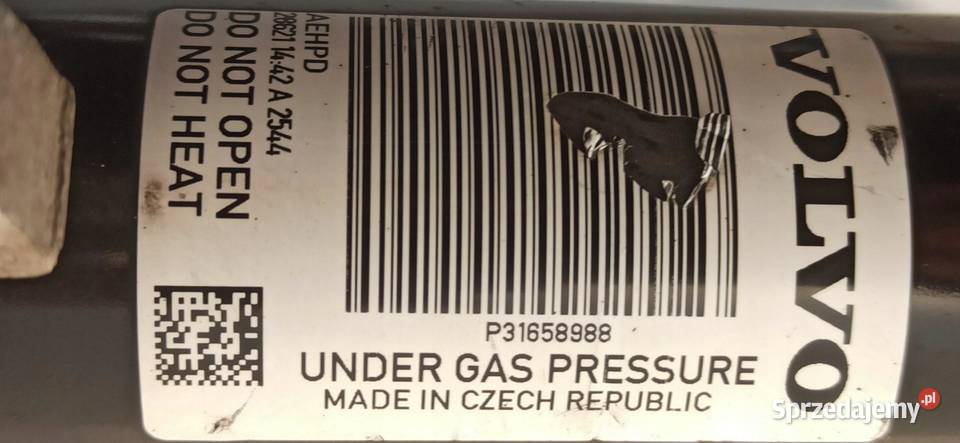 VOLVO
AEHPD
28621 14:42 A 2544
DO NOT OPEN
DO NOT HEAT
P31658988
UNDER GAS PRESSURE
MADE IN CZECH REPUBLIC
Sprzedajemy.pl